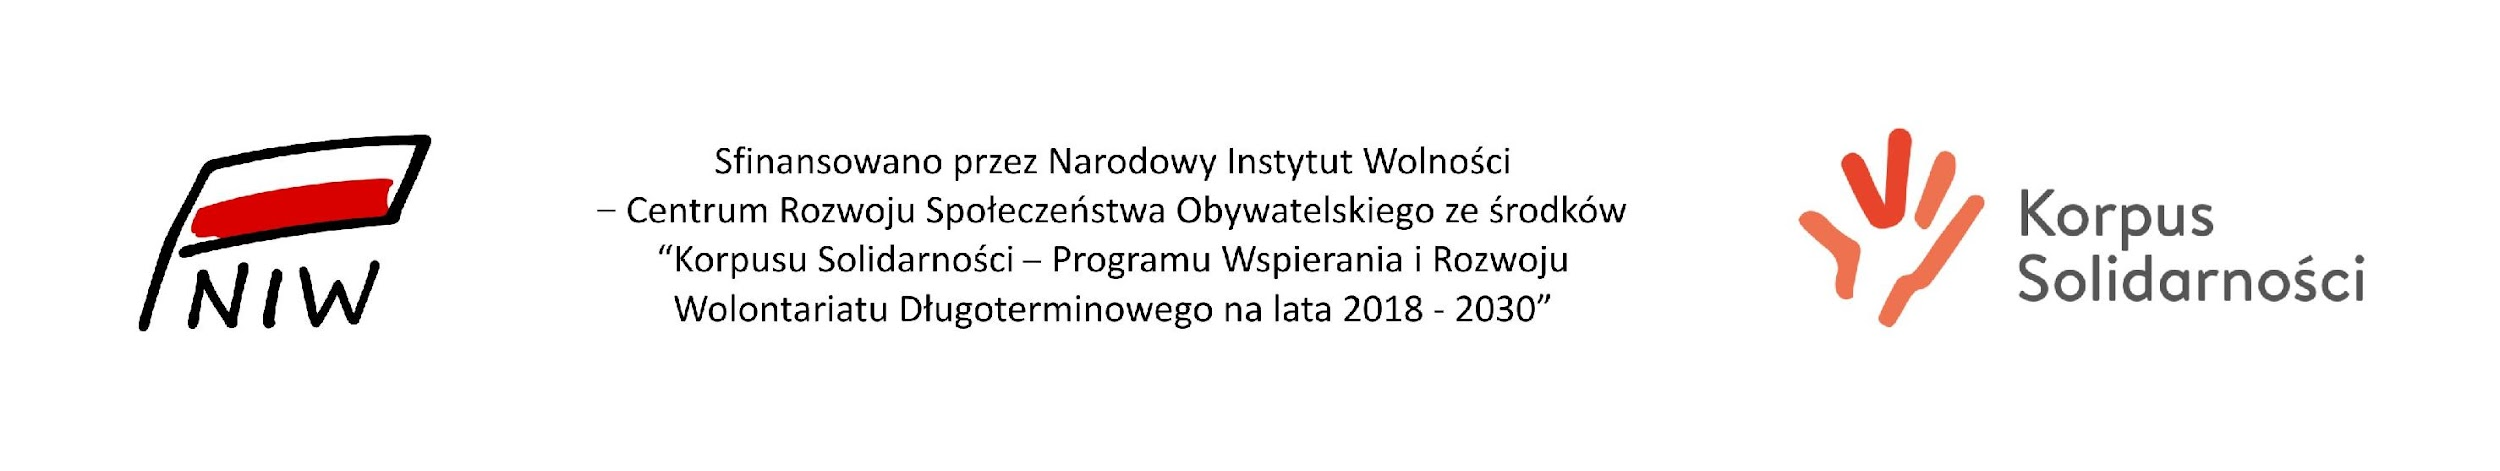 NIW
Sfinansowano przez Narodowy Instytut Wolności
– Centrum Rozwoju Społeczeństwa Obywatelskiego ze środków
“Korpusu Solidarności – Programu Wspierania i Rozwoju
Wolontariatu Długoterminowego na lata 2018 - 2030”
Korpus
Solidarności